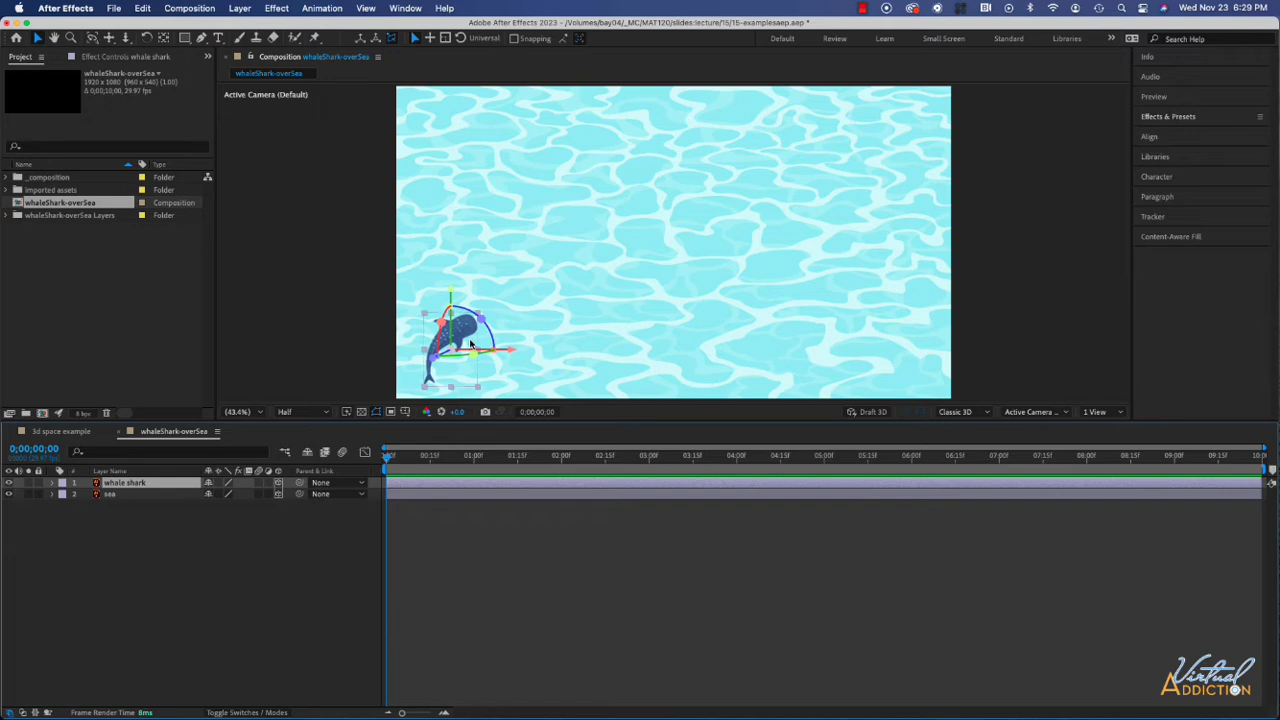 After Effects File Edit Composition Layer Effect Animation View Window Help Wed Nov 23 6:29 PM
Adobe After Effects 2023 - /Volumes/bay04/_MC/MAT120/slides:lecture/15/15-examplesaep.aep *
Universal Snapping Default Review Learn Small Screen Standard Libraries Search Help
Project Effect Controls whale shark Composition whaleShark-overSea
whaleShark-overSea
whaleShark-overSea
1920 x 1080 (960 x 540) (1.00)
Δ 0;00;10;00, 29.97 fps
Active Camera (Default)
Name Type
_composition Folder
Imported assets Folder
whaleShark-overSea Composition
whaleShark-overSea Layers Folder
Info
Audio
Preview
Effects & Presets
Align
Libraries
Character
Paragraph
Tracker
Content-Aware Fill
8 bpc (43.4%) Half +0.0 0;00;00;00 Draft 3D Classic 3D Active Camera ... 1 View
3d space example whaleShark-overSea
0;00;00;00
00000 (29.97 fps)
00:15f 01:00f 01:15f 02:00f 02:15f 03:00f 03:15f 04:00f 04:15f 05:00f 05:15f 06:00f 06:15f 07:00f 07:15f 08:00f 08:15f 09:00f 09:15f
# Layer Name Parent & Link
1 whale shark None
2 sea None
Virtual
ADDICTION
Frame Render Time 8ms Toggle Switches / Modes